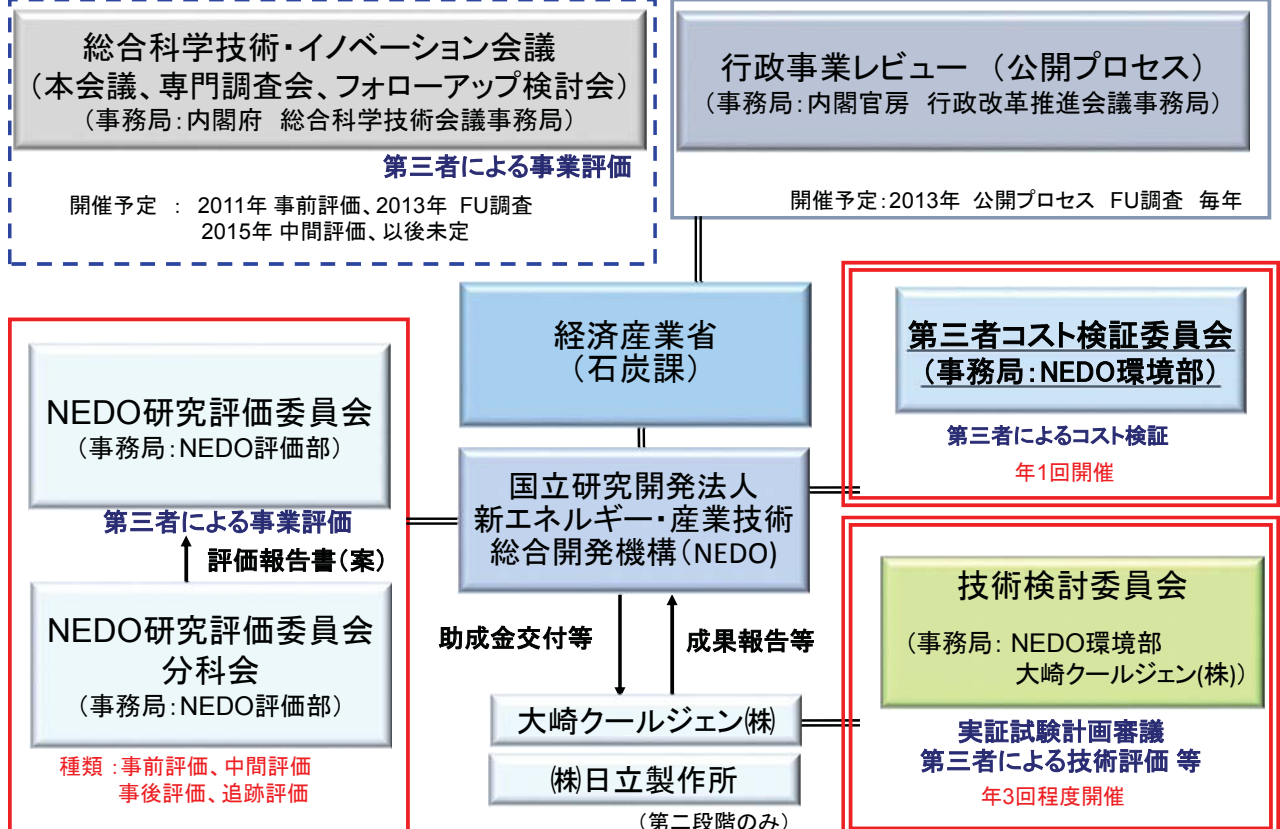 総合科学技術・イノベーション会議
（本会議、専門調査会、フォローアップ検討会）
（事務局：内閣府　総合科学技術会議事務局）
第三者による事業評価
開催予定　：　2011年 事前評価、2013年 FU調査
2015年 中間評価、以後未定
行政事業レビュー　（公開プロセス）
（事務局：内閣官房　行政改革推進会議事務局）
開催予定：2013年 公開プロセス　FU調査　毎年
経済産業省
（石炭課）
第三者コスト検証委員会
（事務局：NEDO環境部）
第三者によるコスト検証
年1回開催
NEDO研究評価委員会
（事務局：NEDO評価部）
第三者による事業評価
評価報告書（案）
NEDO研究評価委員会
分科会
（事務局：NEDO評価部）
種類 ：事前評価、中間評価
事後評価、追跡評価
国立研究開発法人
新エネルギー・産業技術
総合開発機構（NEDO)
助成金交付等
成果報告等
大崎クールジェン㈱
㈱日立製作所
（第二段階のみ）
技術検討委員会
（事務局： NEDO環境部
大崎クールジェン(株)）
実証試験計画審議
第三者による技術評価 等
年3回程度開催